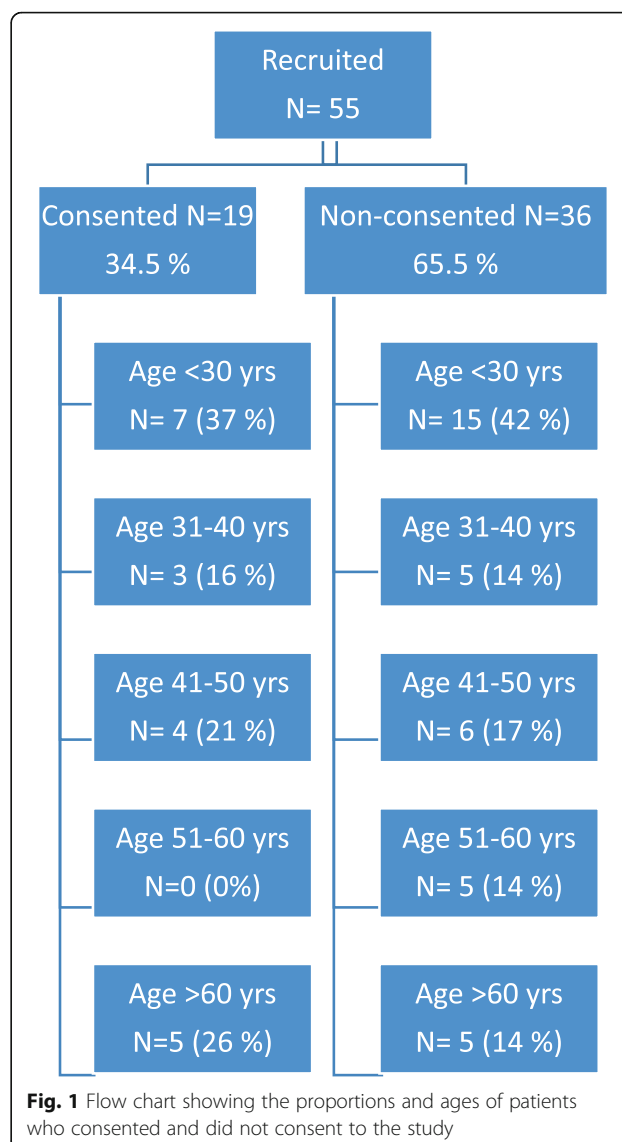 Recruited
N= 55
Consented N=19
34.5 %
Non-consented N=36
65.5 %
Age <30 yrs
N= 7 (37 %)
Age 31-40 yrs
N= 3 (16 %)
Age 41-50 yrs
N= 4 (21 %)
Age 51-60 yrs
N=0 (0%)
Age >60 yrs
N=5 (26 %)
Age <30 yrs
N= 15 (42 %)
Age 31-40 yrs
N= 5 (14 %)
Age 41-50 yrs
N= 6 (17 %)
Age 51-60 yrs
N= 5 (14 %)
Age >60 yrs
N= 5 (14 %)
Fig. 1 Flow chart showing the proportions and ages of patients
who consented and did not consent to the study